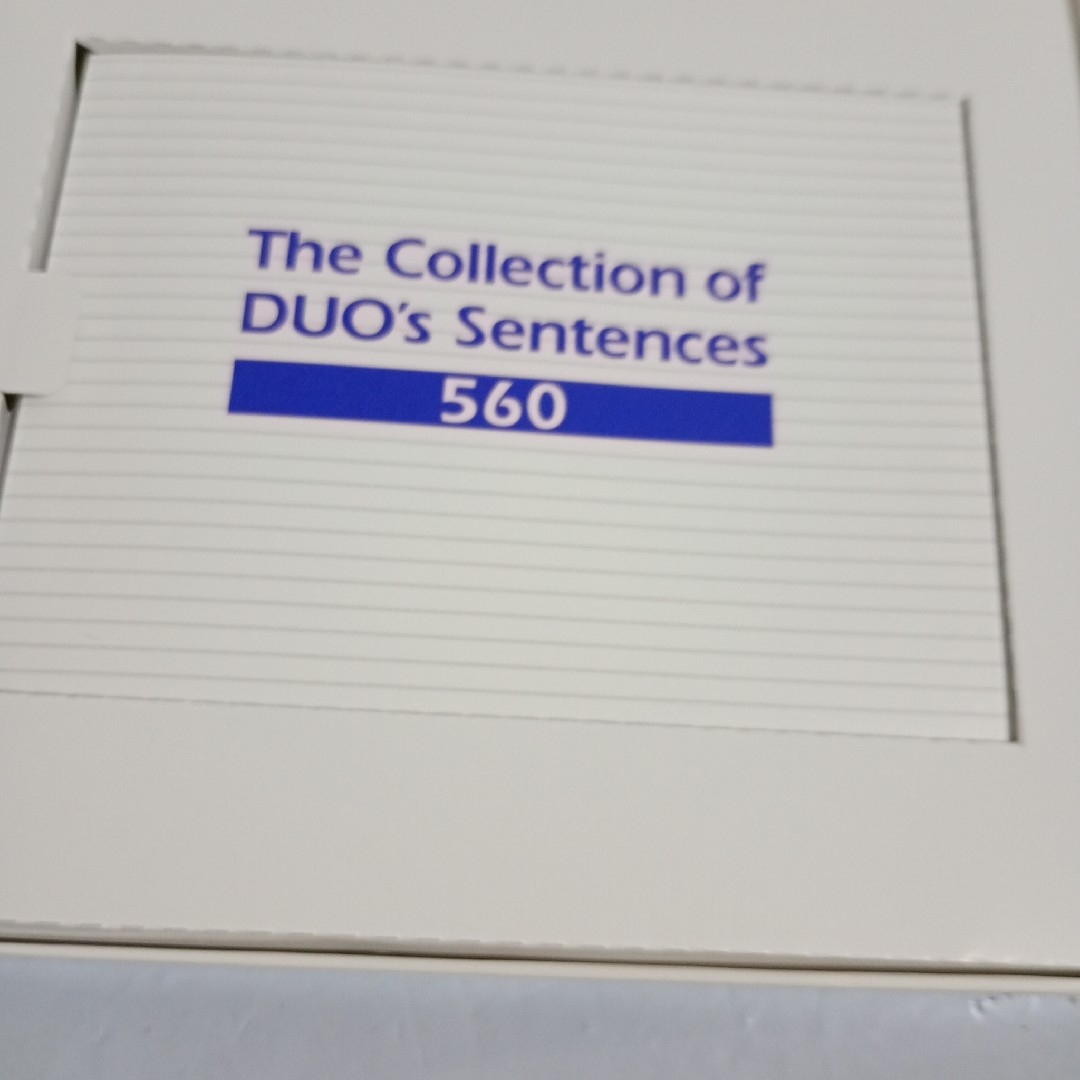 The Collection of
DUO's Sentences
560